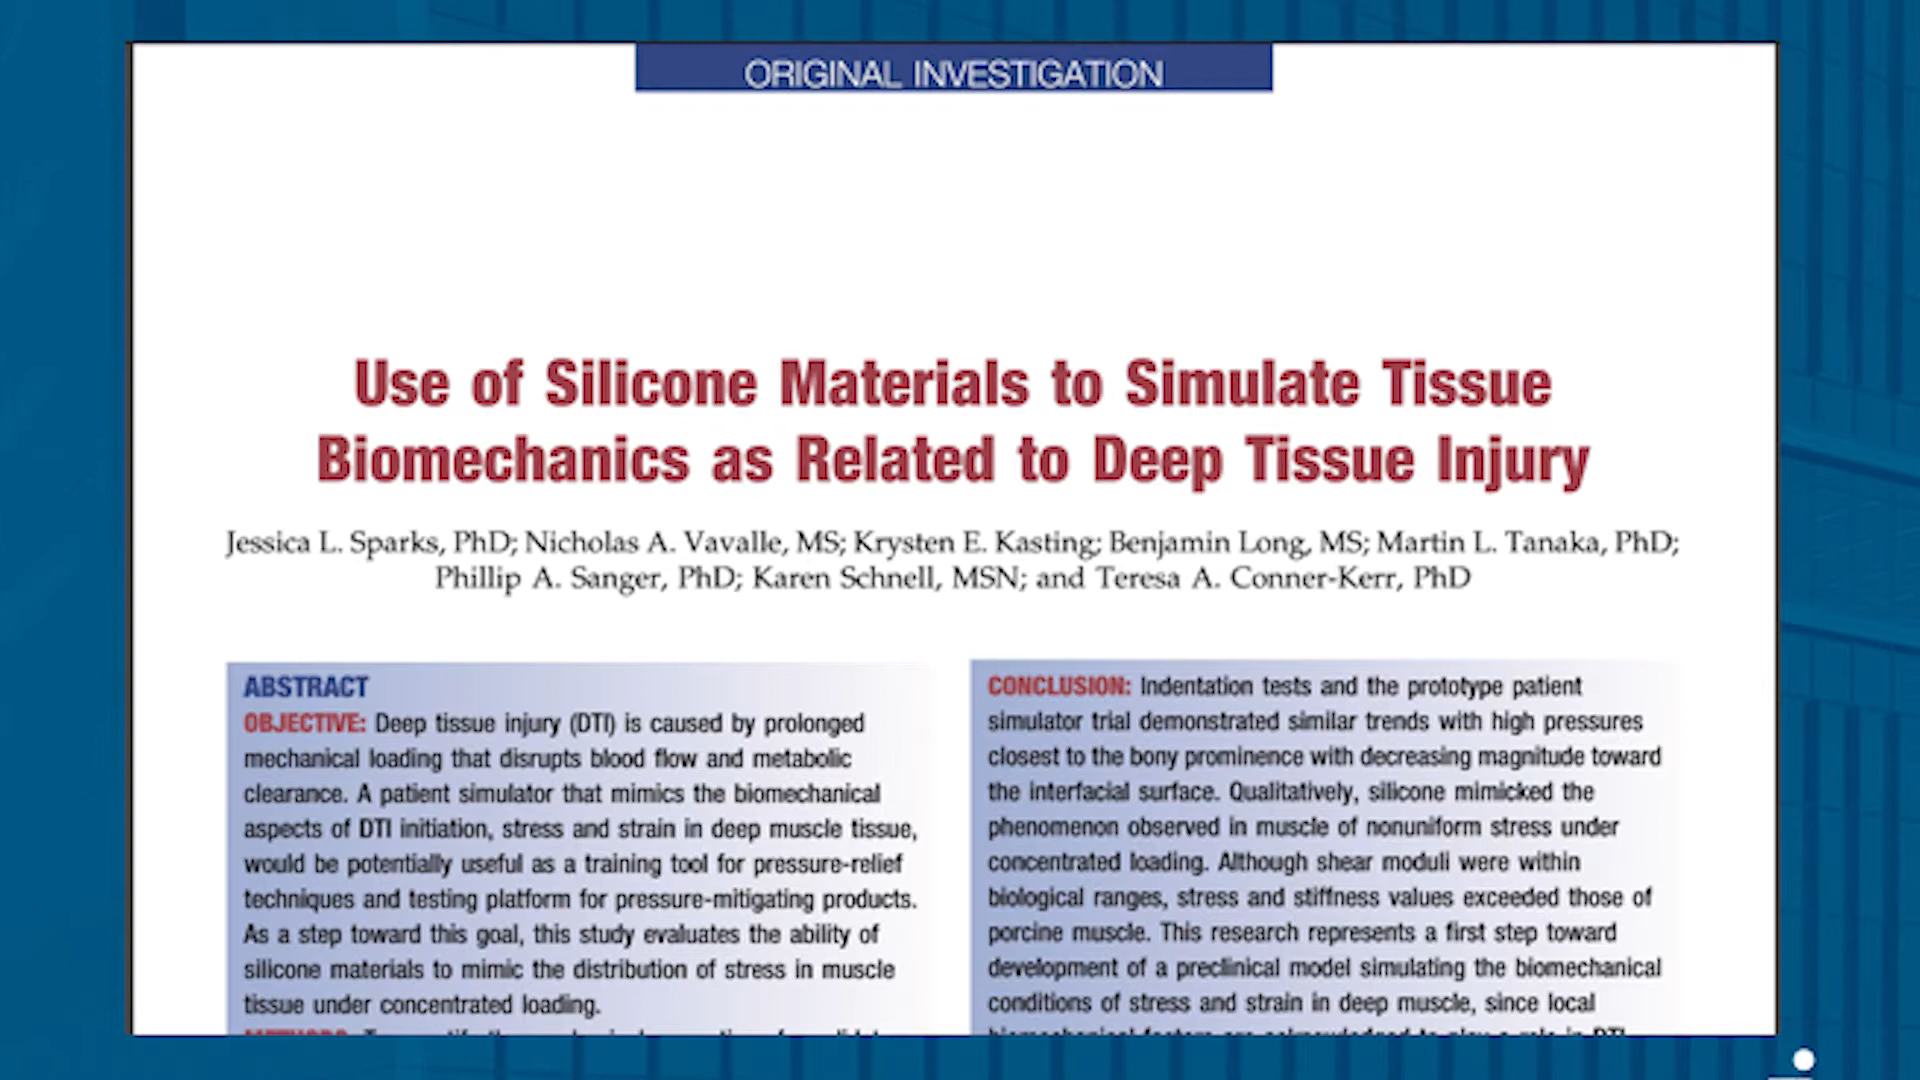 ORIGINAL INVESTIGATION
Use of Silicone Materials to Simulate Tissue
Biomechanics as Related to Deep Tissue Injury
Jessica L. Sparks, PhD; Nicholas A. Vavalle, MS; Krysten E. Kasting; Benjamin Long, MS; Martin L. Tanaka, PhD;
Phillip A. Sanger, PhD; Karen Schnell, MSN; and Teresa A. Conner-Kerr, PhD
ABSTRACT
OBJECTIVE: Deep tissue injury (DTI) is caused by prolonged
mechanical loading that disrupts blood flow and metabolic
clearance. A patient simulator that mimics the biomechanical
aspects of DTI initiation, stress and strain in deep muscle tissue,
would be potentially useful as a training tool for pressure-relief
techniques and testing platform for pressure-mitigating products.
As a step toward this goal, this study evaluates the ability of
silicone materials to mimic the distribution of stress in muscle
tissue under concentrated loading.
CONCLUSION: Indentation tests and the prototype patient
simulator trial demonstrated similar trends with high pressures
closest to the bony prominence with decreasing magnitude toward
the interfacial surface. Qualitatively, silicone mimicked the
phenomenon observed in muscle of nonuniform stress under
concentrated loading. Although shear moduli were within
biological ranges, stress and stiffness values exceeded those of
porcine muscle. This research represents a first step toward
development of a preclinical model simulating the biomechanical
conditions of stress and strain in deep muscle, since local